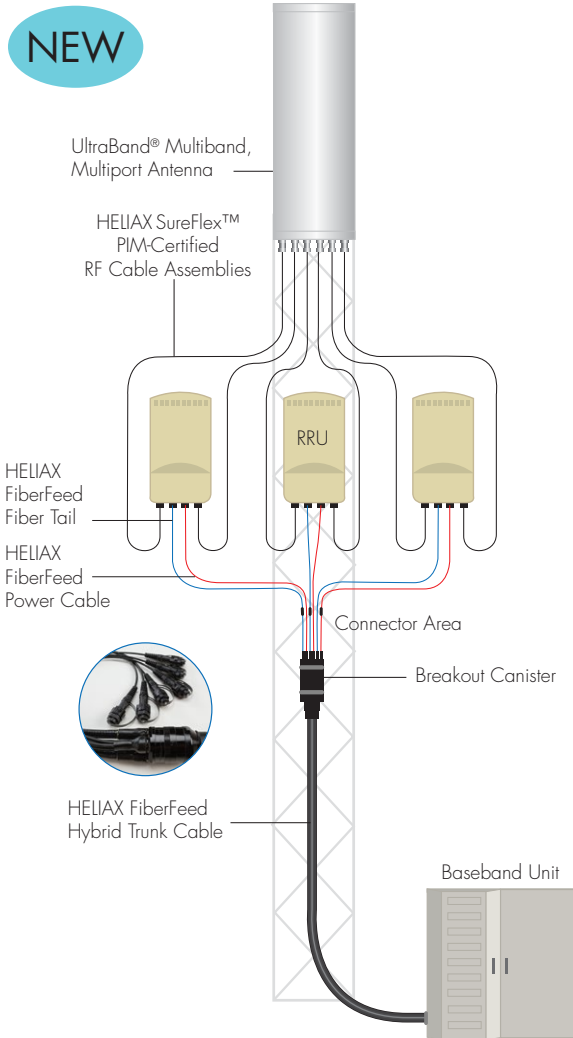 NEW
UltraBand® Multiband,
Multiport Antenna
HELIAX SureFlex™
PIM-Certified
RF Cable Assemblies
RRU
HELIAX
FiberFeed
Fiber Tail
HELIAX
FiberFeed
Power Cable
Connector Area
Breakout Canister
HELIAX FiberFeed
Hybrid Trunk Cable
Baseband Unit